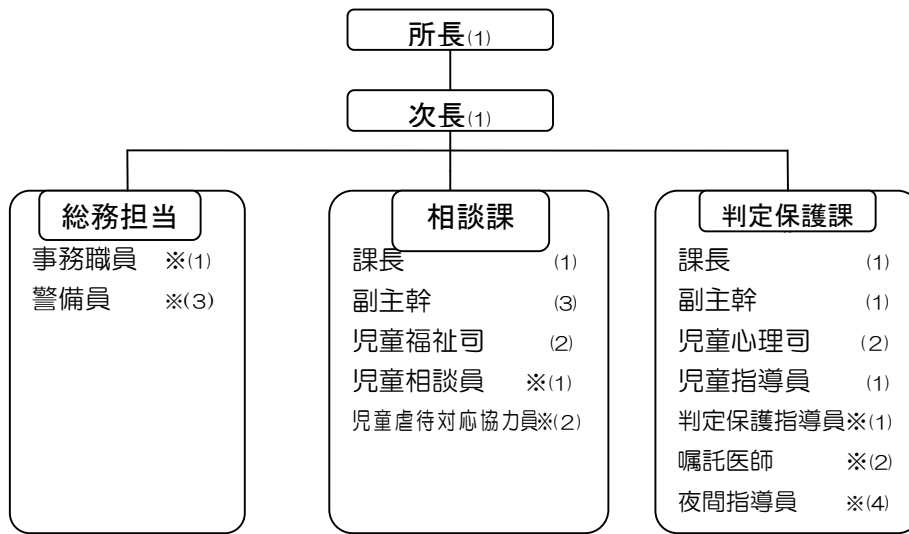 所長(1)
次長(1)
総務担当
事務職員 ※(1)
警備員 ※(3)
相談課
課長 (1)
副主幹 (3)
児童福祉司 (2)
児童相談員 ※(1)
児童虐待対応協力員※(2)
判定保護課
課長 (1)
副主幹 (1)
児童心理司 (2)
児童指導員 (1)
判定保護指導員※(1)
嘱託医師 ※(2)
夜間指導員 ※(4)